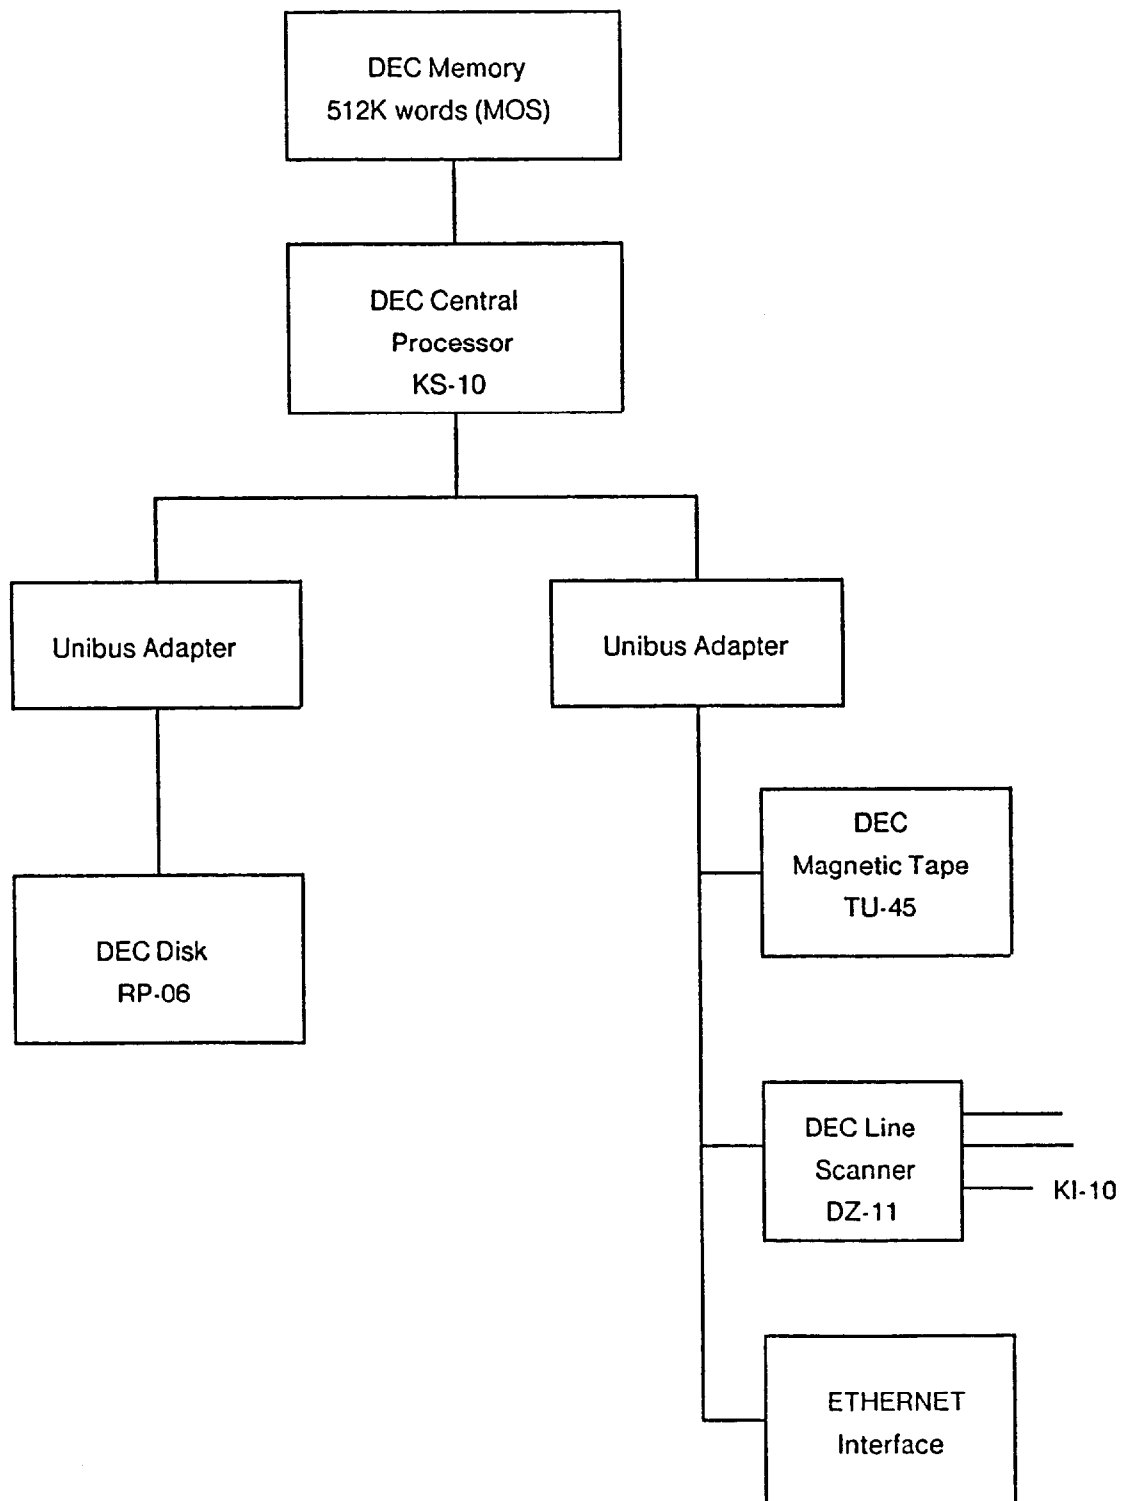 DEC Memory
512K words (MOS)
DEC Central
Processor
KS-10
Unibus Adapter
Unibus Adapter
DEC Disk
RP-06
DEC
Magnetic Tape
TU-45
DEC Line
Scanner
DZ-11
KI-10
ETHERNET
Interface